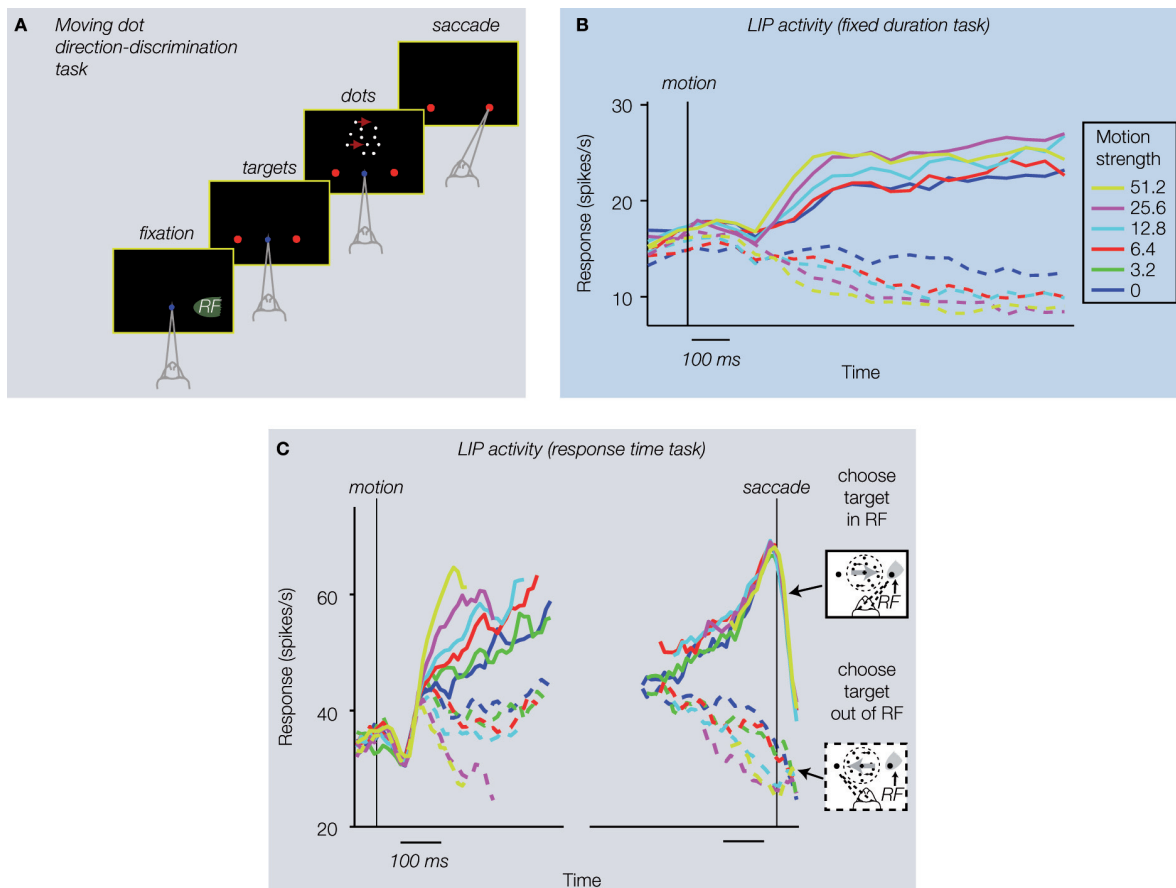 A
Moving dot
direction-discrimination
task
saccade
dots
targets
fixation
RF
B
LIP activity (fixed duration task)
motion
30
20
10
Response (spikes/s)
100 ms
Time
Motion
strength
51.2
25.6
12.8
6.4
3.2
0
C
LIP activity (response time task)
motion
saccade
60
40
20
Response (spikes/s)
100 ms
Time
choose
target
in RF
RF
choose
target
out of RF
RF